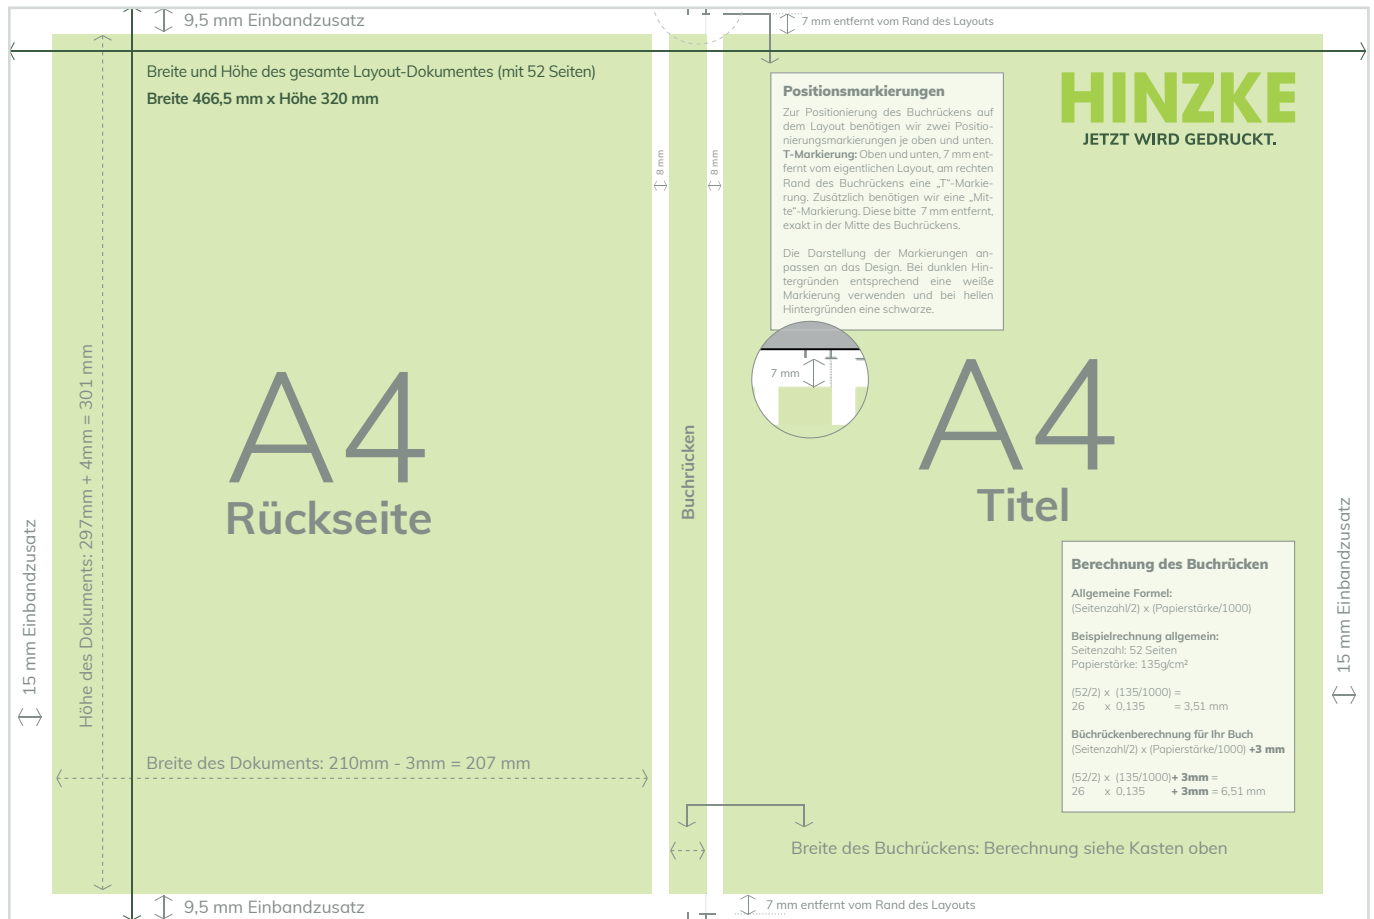 9,5 mm Einbandzusatz
7 mm entfernt vom Rand des Layouts
Breite und Höhe des gesamte Layout-Dokumentes (mit 52 Seiten)
Breite 466,5 mm x Höhe 320 mm
8 mm
8 mm
Positionsmarkierungen
Zur Positionierung des Buchrückens auf
dem Layout benötigen wir zwei Positio-
nierungsmarkierungen je oben und unten.
T-Markierung: Oben und unten, 7 mm ent-
fernt vom eigentlichen Layout, am rechten
Rand des Buchrückens eine „T"-Markie-
rung. Zusätzlich benötigen wir eine „Mit-
te"-Markierung. Diese bitte 7 mm entfernt,
exakt in der Mitte des Buchrückens.
Die Darstellung der Markierungen an-
passen an das Design. Bei dunklen Hin-
tergründen entsprechend eine weiße
Markierung verwenden und bei hellen
Hintergründen eine schwarze.
HINZKE
JETZT WIRD GEDRUCKT.
7 mm
A4
Rückseite
Buchrücken
A4
Titel
15 mm Einbandzusatz
Höhe des Dokuments: 297mm + 4mm = 301 mm
15 mm Einbandzusatz
Berechnung des Buchrücken
Allgemeine Formel:
(Seitenzahl/2) x (Papierstärke/1000)
Beispielrechnung allgemein:
Seitenzahl: 52 Seiten
Papierstärke: 135g/cm²
(52/2) x (135/1000) =
26 x 0,135 = 3,51 mm
Büchrückenberechnung für Ihr Buch
(Seitenzahl/2) x (Papierstärke/1000) +3 mm
(52/2) x (135/1000)+ 3mm =
26 x 0,135 + 3mm = 6,51 mm
Breite des Dokuments: 210mm - 3mm = 207 mm
Breite des Buchrückens: Berechnung siehe Kasten oben
9,5 mm Einbandzusatz
7 mm entfernt vom Rand des Layouts